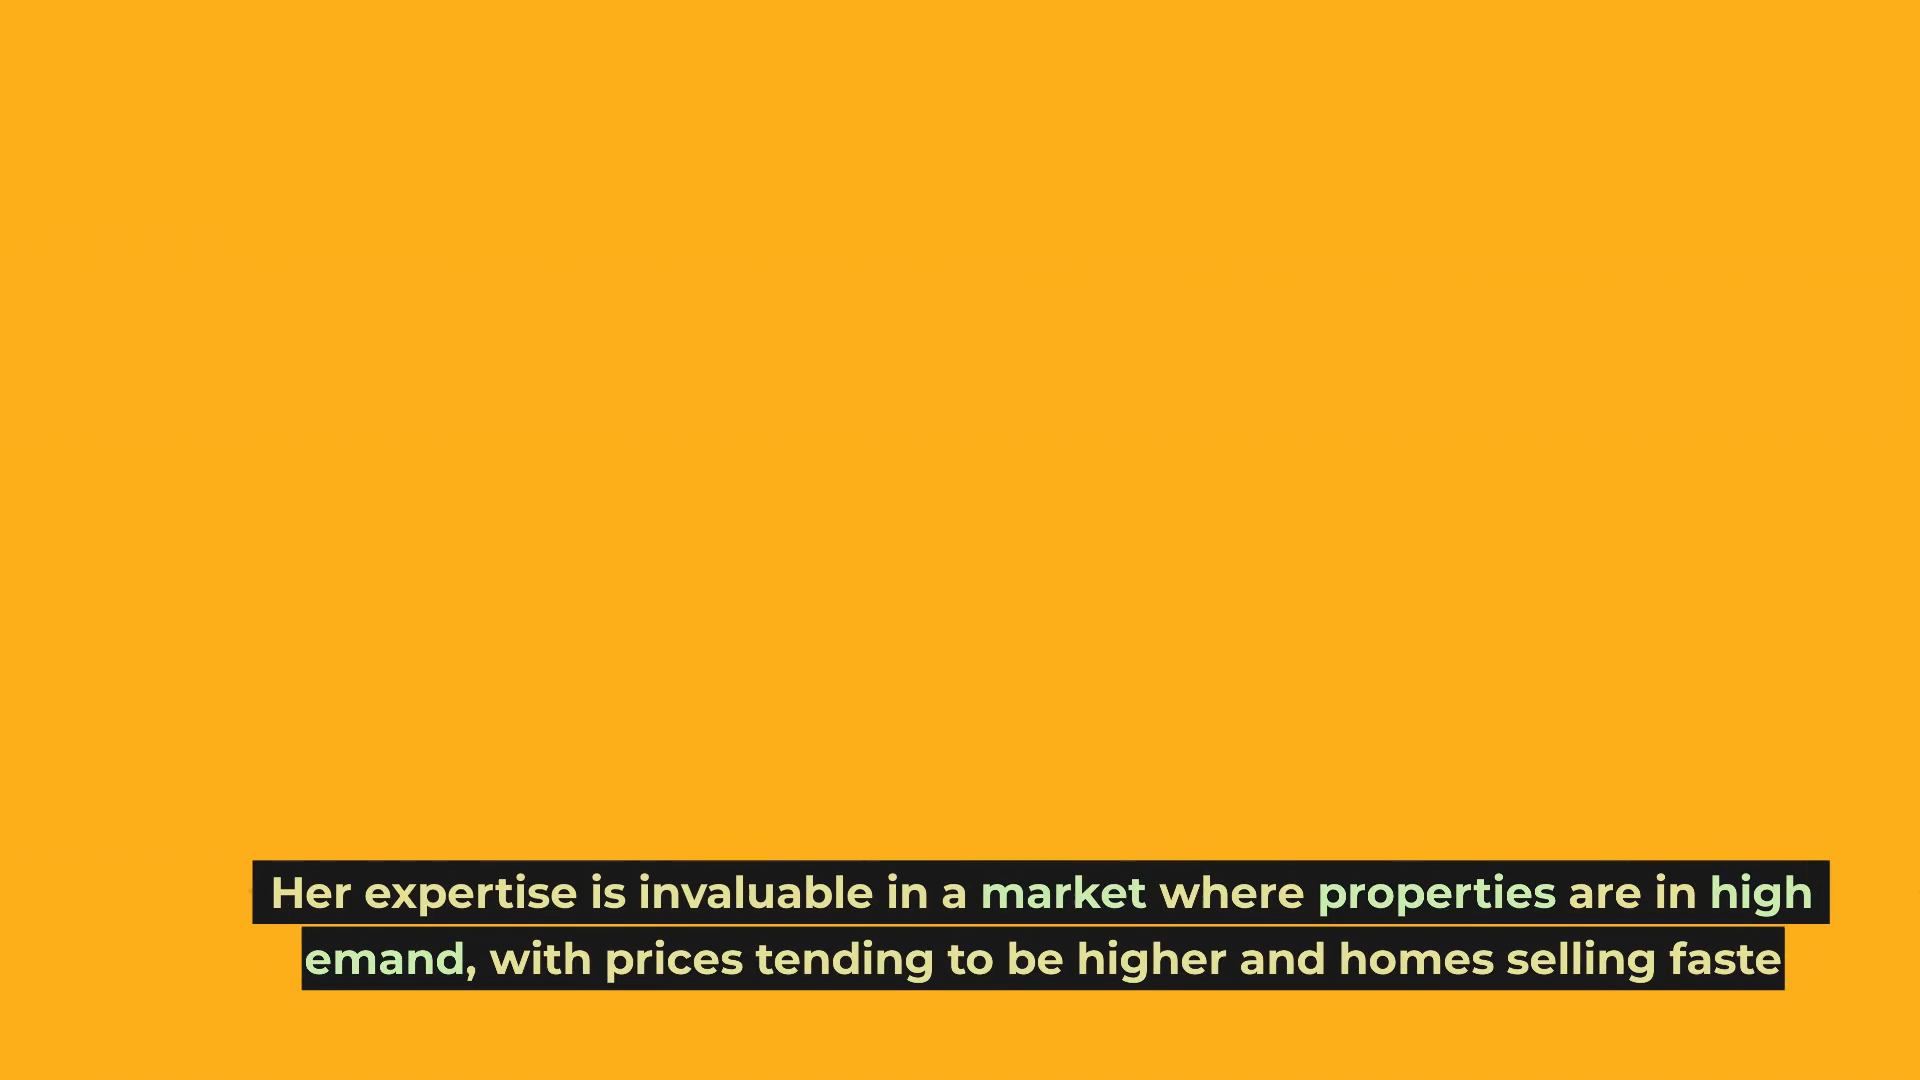 Her expertise is invaluable in a market where properties are in high
emand, with prices tending to be higher and homes selling faste